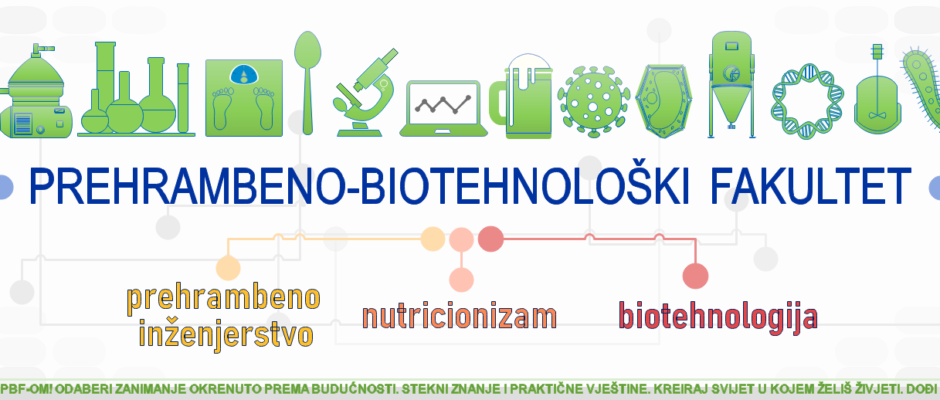 PREHRAMBENO-BIOTEHNOLOŠKI FAKULTET
prehrambeno
inženjerstvo
nutricionizam
biotehnologija
PBF-OM! ODABERI ZANIMANJE OKRENUTO PREMA BUDUĆNOSTI. STEKNI ZNANJE I PRAKTIČNE VJEŠTINE. KREIRAJ SVIJET U KOJEM ŽELIŠ ŽIVJETI. DOĐI